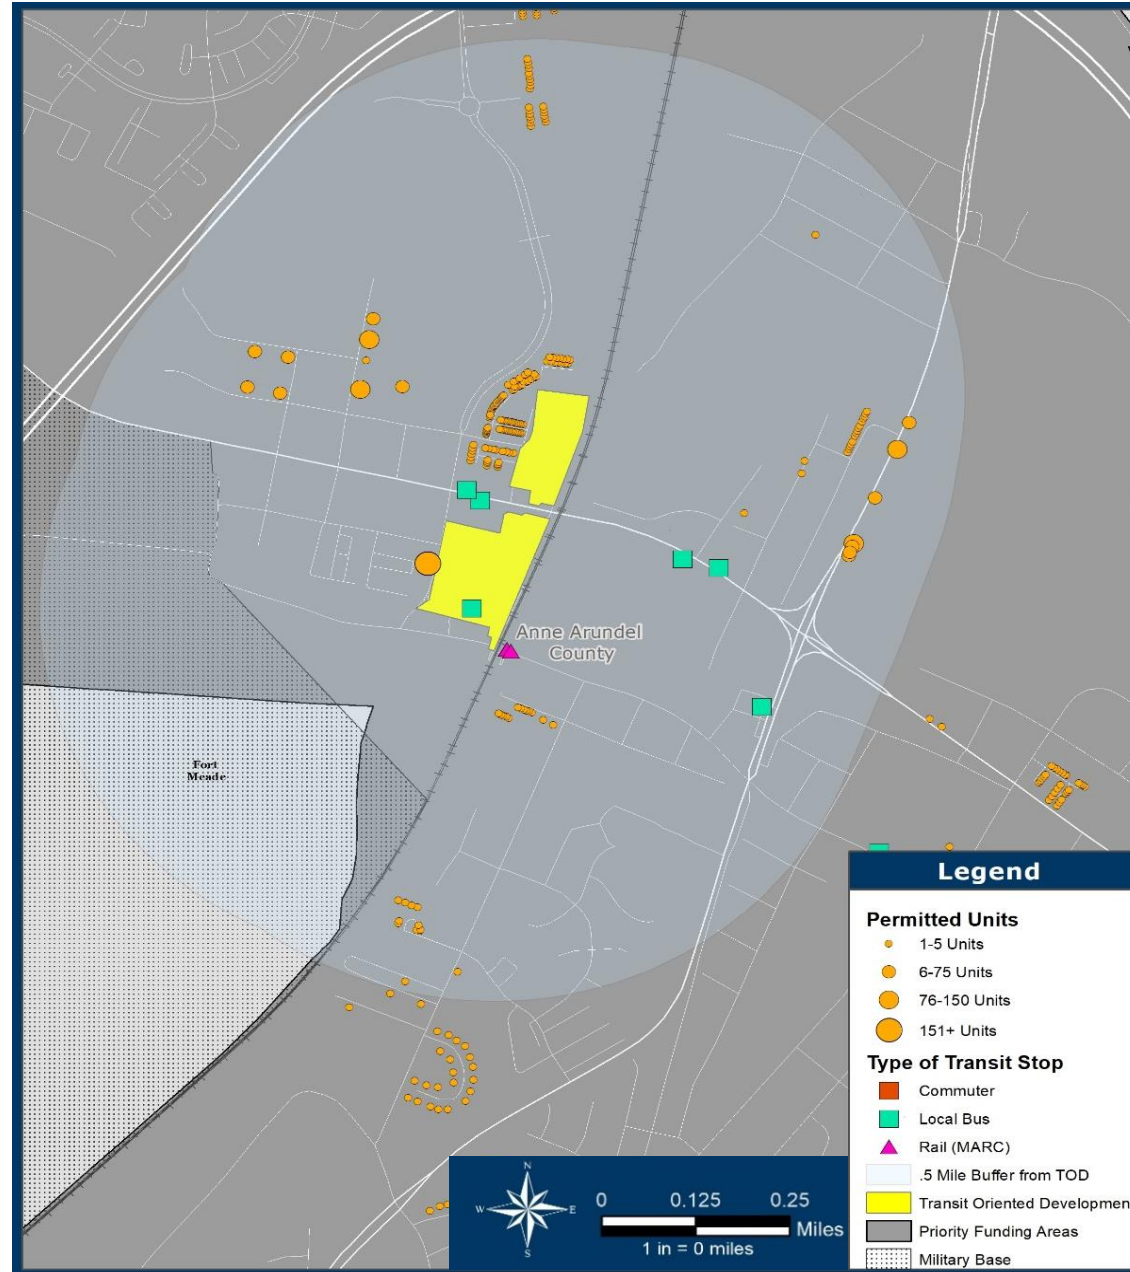 Anne Arundel
County
Fort
Meade
Legend
Permitted Units
1-5 Units
6-75 Units
76-150 Units
151+ Units
Type of Transit Stop
Commuter
Local Bus
Rail (MARC)
.5 Mile Buffer from TOD
Transit Oriented Developmen
Priority Funding Areas
Military Base
N
W
E
S
0 0.125 0.25
Miles
1 in = 0 miles